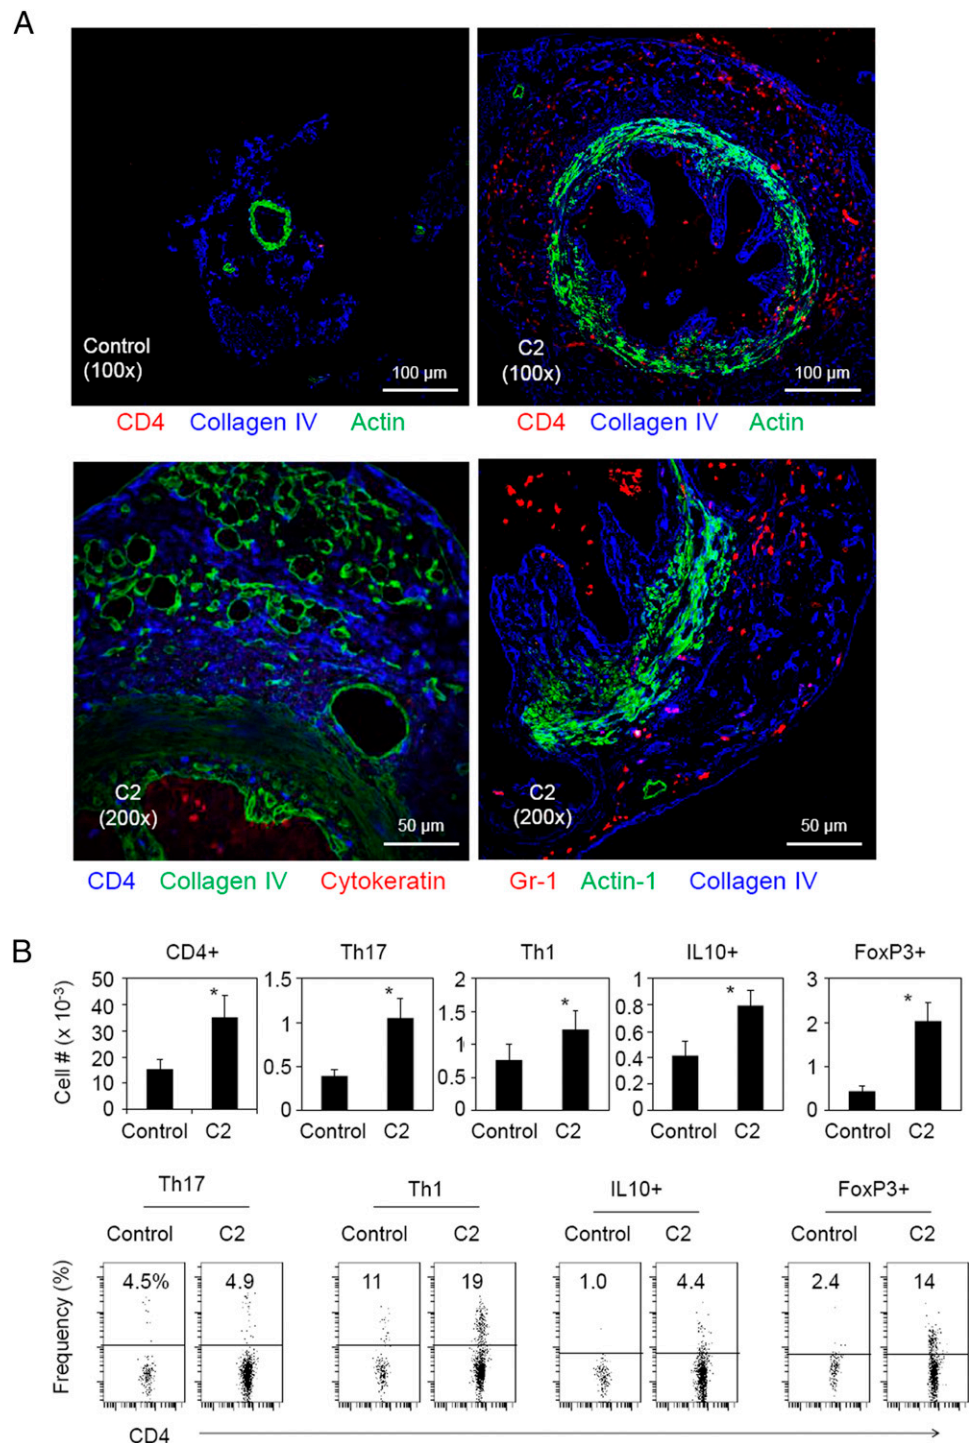 A
Control
(100x)
100 µm
C2
(100x)
100 µm
CD4 Collagen IV Actin
CD4 Collagen IV Actin
C2
(200x)
50 µm
C2
(200x)
50 µm
CD4 Collagen IV Cytokeratin
Gr-1 Actin-1 Collagen IV
B
CD4+ Th17 Th1 IL10+ FoxP3+
Cell # (x 10-3)
50
40
30
20
10
0
1.5
1
0.5
0
2
1.5
1
0.5
0
1
0.8
0.6
0.4
0.2
0
3
2
1
0
* * * * *
Control C2 Control C2 Control C2 Control C2 Control C2
Th17 Th1 IL10+ FoxP3+
Control C2 Control C2 Control C2 Control C2
Frequency (%)
4.5% 4.9 11 19 1.0 4.4 2.4 14
CD4